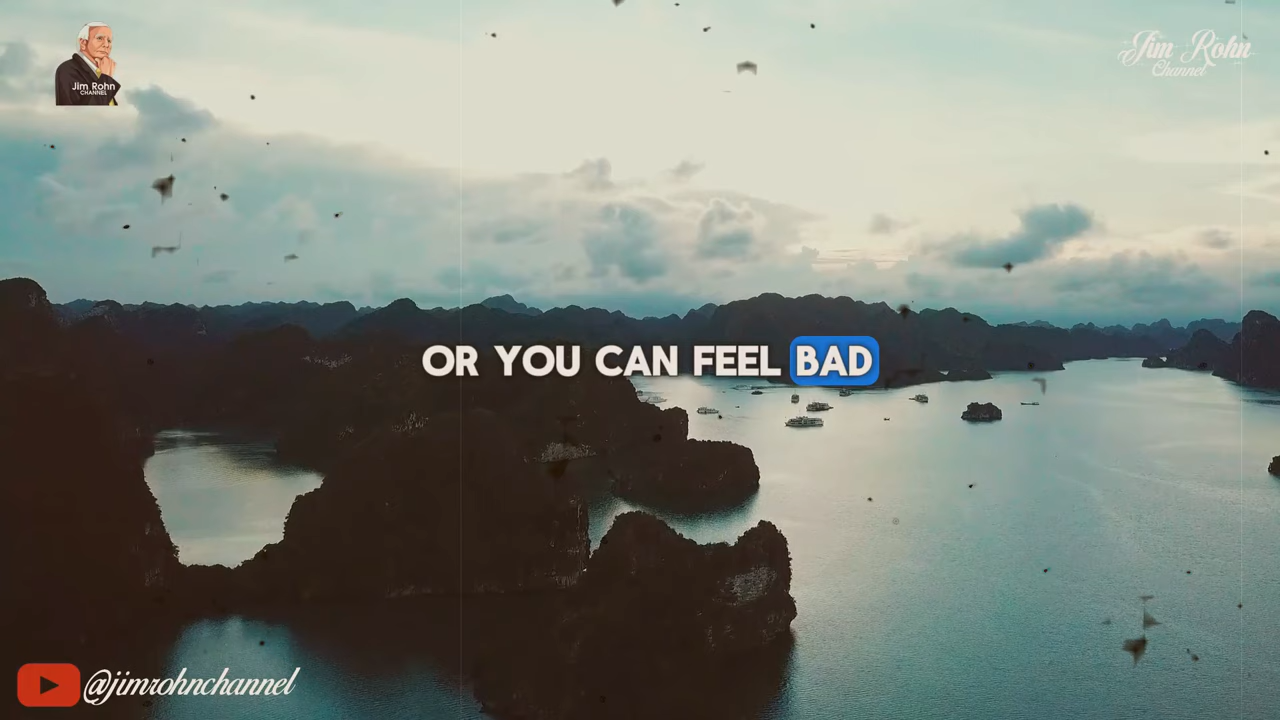 Jim Rohn
CHANNEL
Jim Rohn
Channel
OR YOU CAN FEEL BAD
@jimrohnchannel